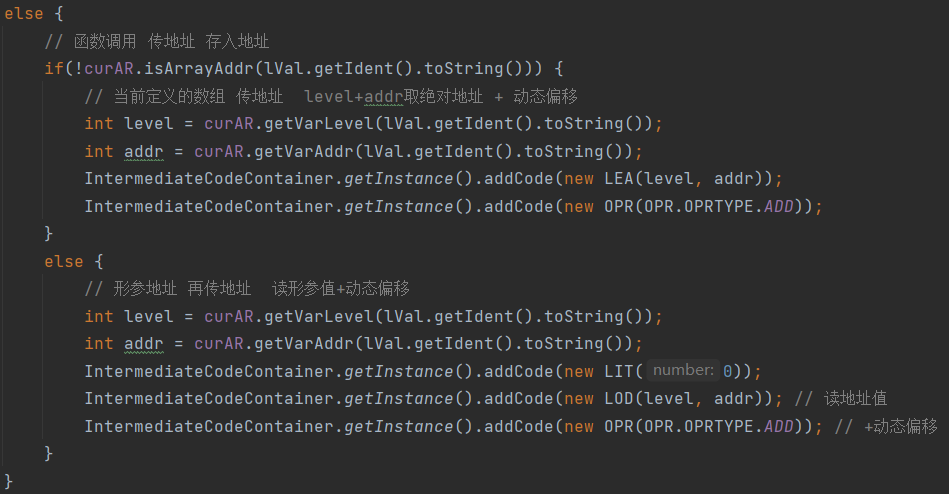 else {
    // 函数调用 传地址 存入地址
    if(!curAR.isArrayAddr(lVal.getIdent().toString())) {
        // 当前定义的数组 传地址  level+addr取绝对地址 + 动态偏移
        int level = curAR.getVarLevel(lVal.getIdent().toString());
        int addr = curAR.getVarAddr(lVal.getIdent().toString());
        IntermediateCodeContainer.getInstance().addCode(new LEA(level, addr));
        IntermediateCodeContainer.getInstance().addCode(new OPR(OPR.OPRTYPE.ADD));
    }
    else {
        // 形参地址 再传地址  读形参值+动态偏移
        int level = curAR.getVarLevel(lVal.getIdent().toString());
        int addr = curAR.getVarAddr(lVal.getIdent().toString());
        IntermediateCodeContainer.getInstance().addCode(new LIT( number: 0));
        IntermediateCodeContainer.getInstance().addCode(new LOD(level, addr)); // 读地址值
        IntermediateCodeContainer.getInstance().addCode(new OPR(OPR.OPRTYPE.ADD)); // +动态偏移
    }
}